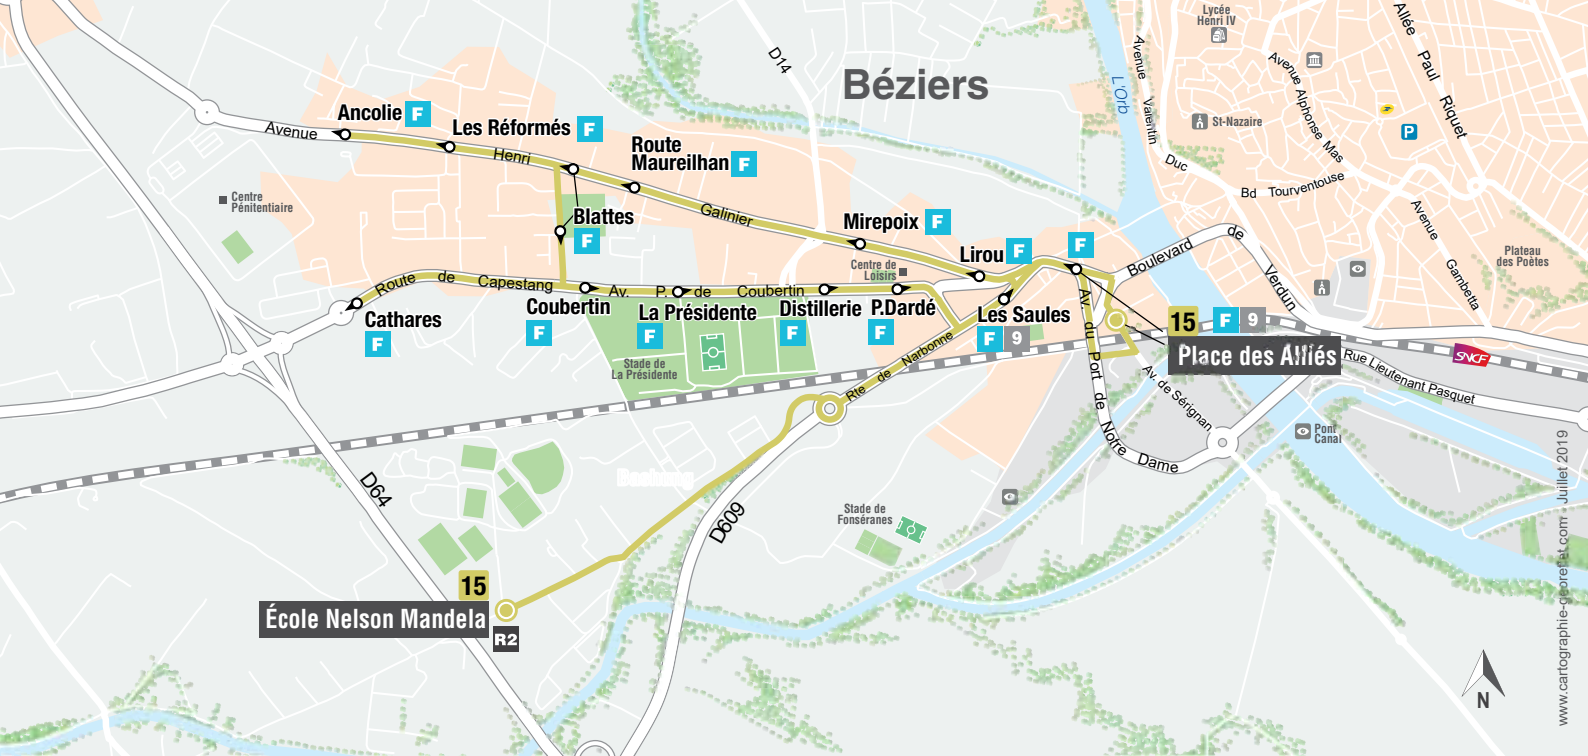 Béziers
Lycée
Henri IV
Allée Paul Riquet
Avenue Valentin Duc
Avenue Alphonse Mas
L'Orb
D14
P
St-Nazaire
Ancolie F
Les Réformés F
Route
Maureilhan F
Avenue Henri Galinier
Bd Tourventouse
Centre
Pénitentiaire
Blattes
F
Mirepoix F
Lirou F
F
Centre de
Loisirs
Boulevard de Verdun
Avenue Gambetta
Plateau
des Poètes
Route de Capestang
Av. P. de Coubertin
Cathares
F
Coubertin
F
La Présidente
F
Distillerie
F
P.Dardé
F
Les Saules
F 9
15 F 9
Place des Alliés
SNCF
Rue Lieutenant Pasquet
Stade de
La Présidente
Rte de Narbonne
Av. du Port de Notre Dame
Av. de Sérignan
Pont
Canal
D64
D609
Stade de
Fonséranes
15
École Nelson Mandela
R2
N
www.cartographie-georeflet.com - Juillet 2019